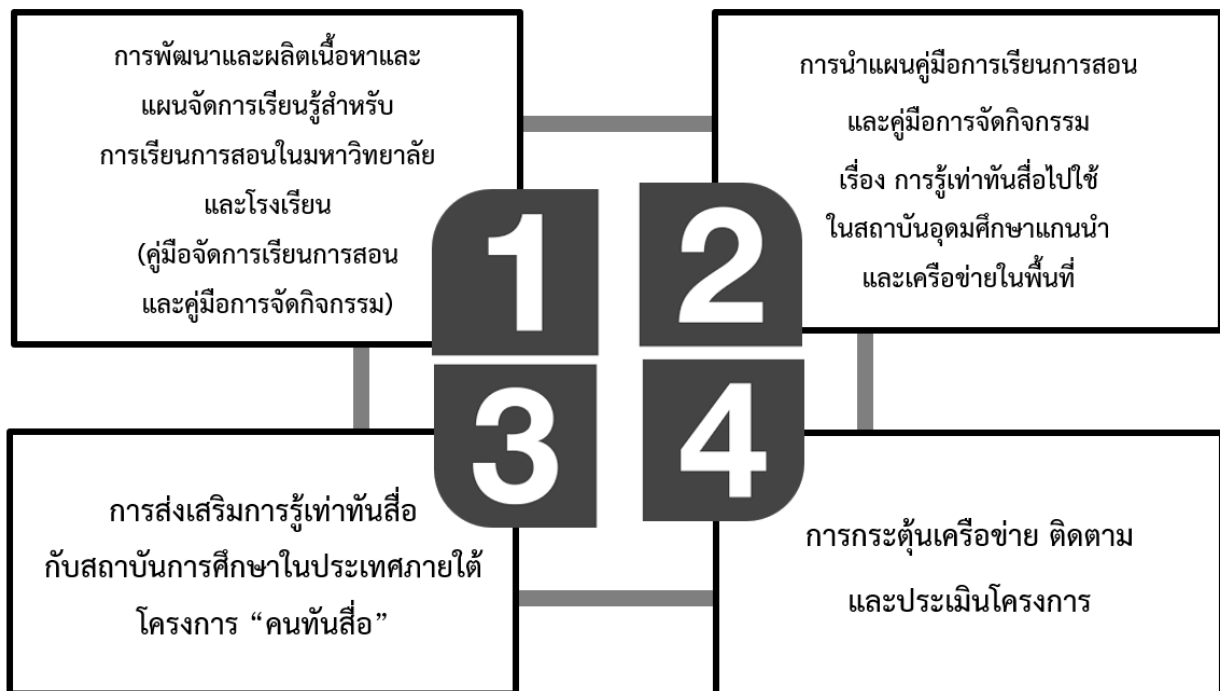 การพัฒนาและผลิตเนื้อหาและ
แผนจัดการเรียนรู้สำหรับ
การเรียนการสอนในมหาวิทยาลัย
และโรงเรียน
(คู่มือจัดการเรียนการสอน
และคู่มือการจัดกิจกรรม)
1
การนำแผนคู่มือการเรียนการสอน
และคู่มือการจัดกิจกรรม
เรื่อง การรู้เท่าทันสื่อไปใช้
ในสถาบันอุดมศึกษาแกนนำ
และเครือข่ายในพื้นที่
2
การส่งเสริมการรู้เท่าทันสื่อ
กับสถาบันการศึกษาในประเทศภายใต้
โครงการ “คนทันสื่อ”
3
การกระตุ้นเครือข่าย ติดตาม
และประเมินโครงการ
4